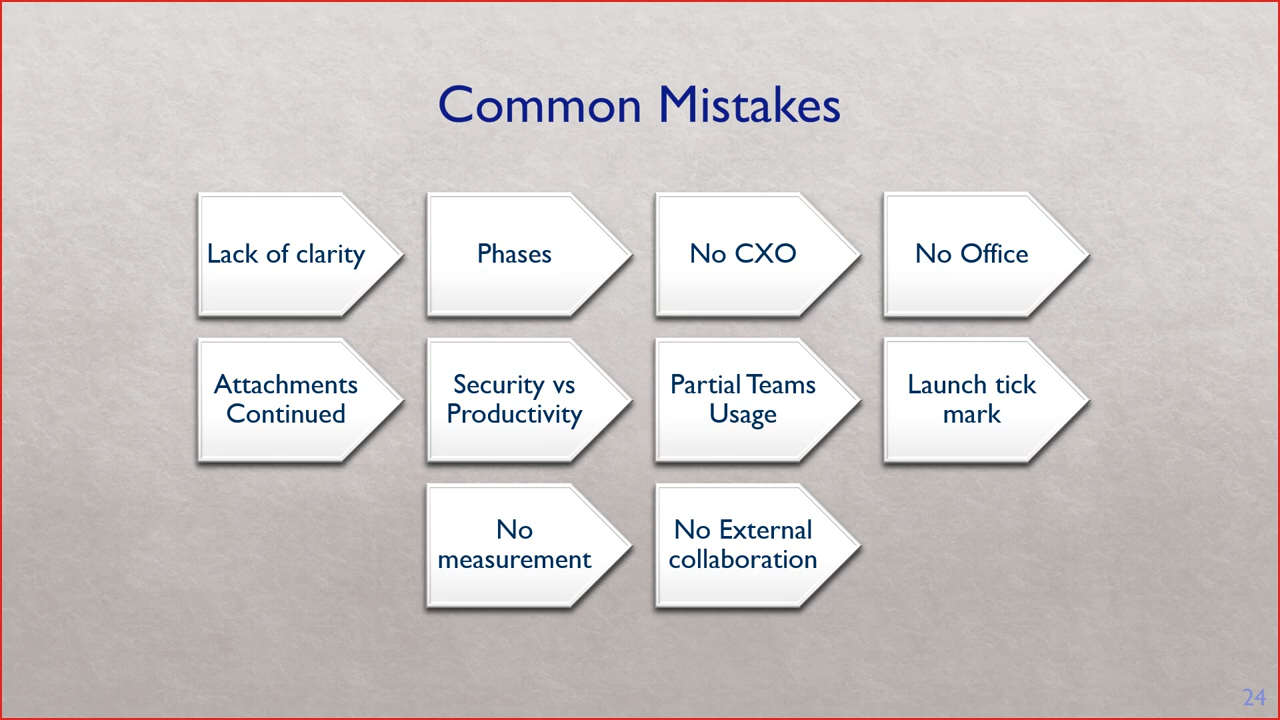 Common Mistakes
Lack of clarity
Phases
No CXO
No Office
Attachments
Continued
Security vs
Productivity
Partial Teams
Usage
Launch tick
mark
No
measurement
No External
collaboration
24